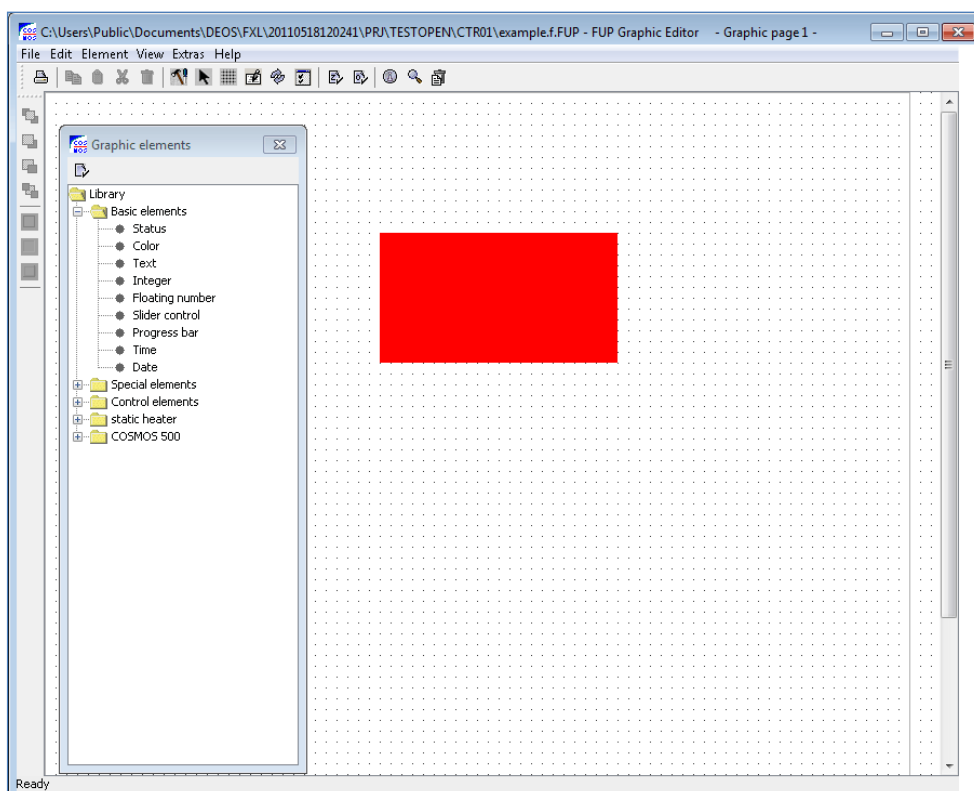 C:\Users\Public\Documents\DEOS\FXL\20110518120241\PRJ\TESTOPEN\CTR01\example.f.FUP - FUP Graphic Editor - Graphic page 1 -
File Edit Element View Extras Help
Graphic elements
Library
Basic elements
Status
Color
Text
Integer
Floating number
Slider control
Progress bar
Time
Date
Special elements
Control elements
static heater
COSMOS 500
Ready